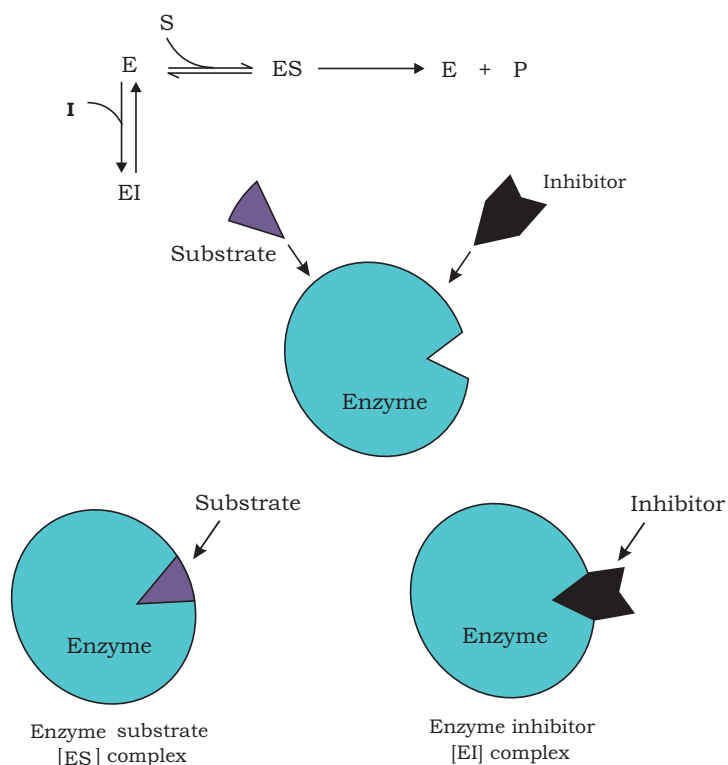 S
E ES E + P
I
EI
Inhibitor
Substrate
Enzyme
Substrate
Inhibitor
Enzyme
Enzyme
Enzyme substrate
[ES] complex
Enzyme inhibitor
[EI] complex